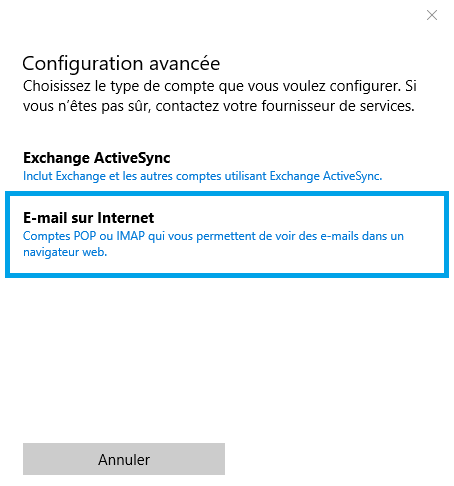 Configuration avancée
Choisissez le type de compte que vous voulez configurer. Si
vous n’êtes pas sûr, contactez votre fournisseur de services.
Exchange ActiveSync
Inclut Exchange et les autres comptes utilisant Exchange ActiveSync.
E-mail sur Internet
Comptes POP ou IMAP qui vous permettent de voir des e-mails dans un
navigateur web.
Annuler